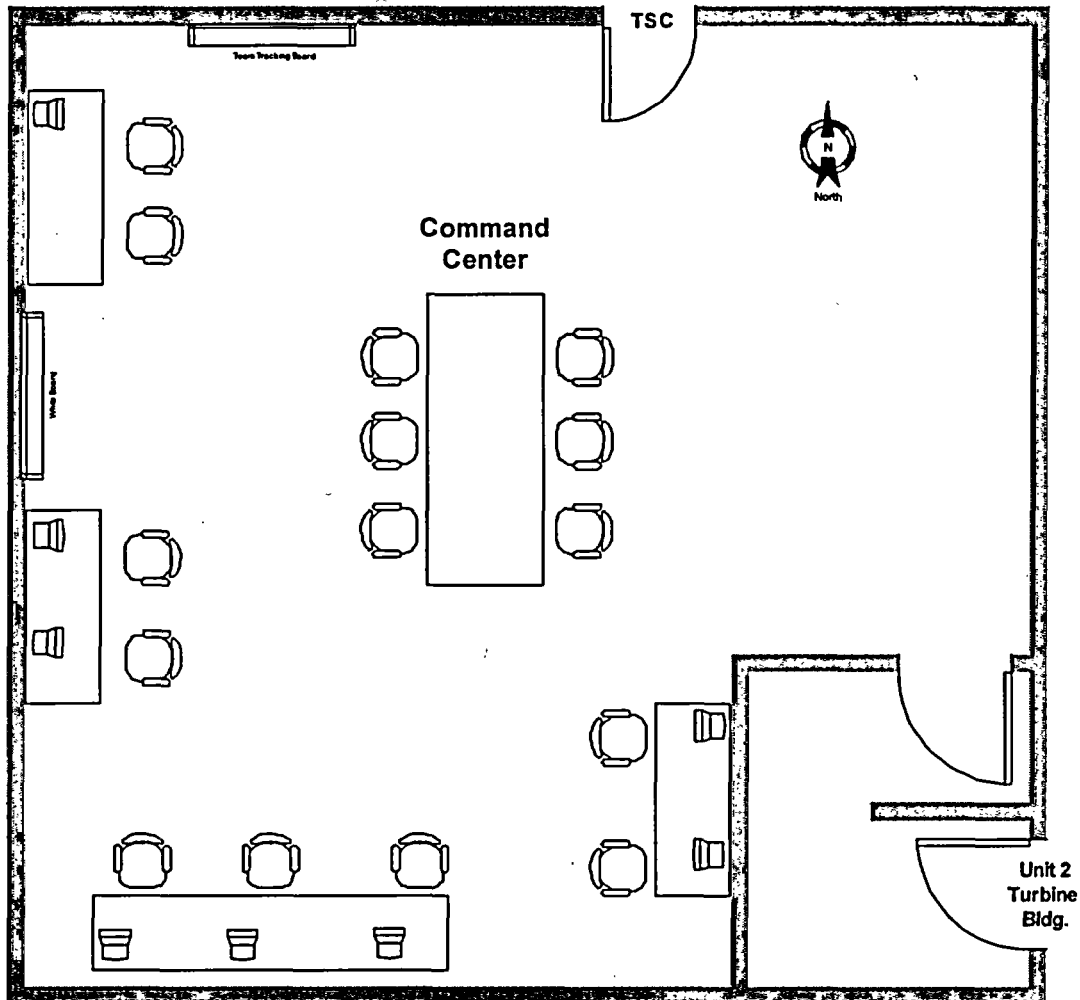 TSC
Team Tracking Board
N
North
Command
Center
White Board
Unit 2
Turbine
Bldg.